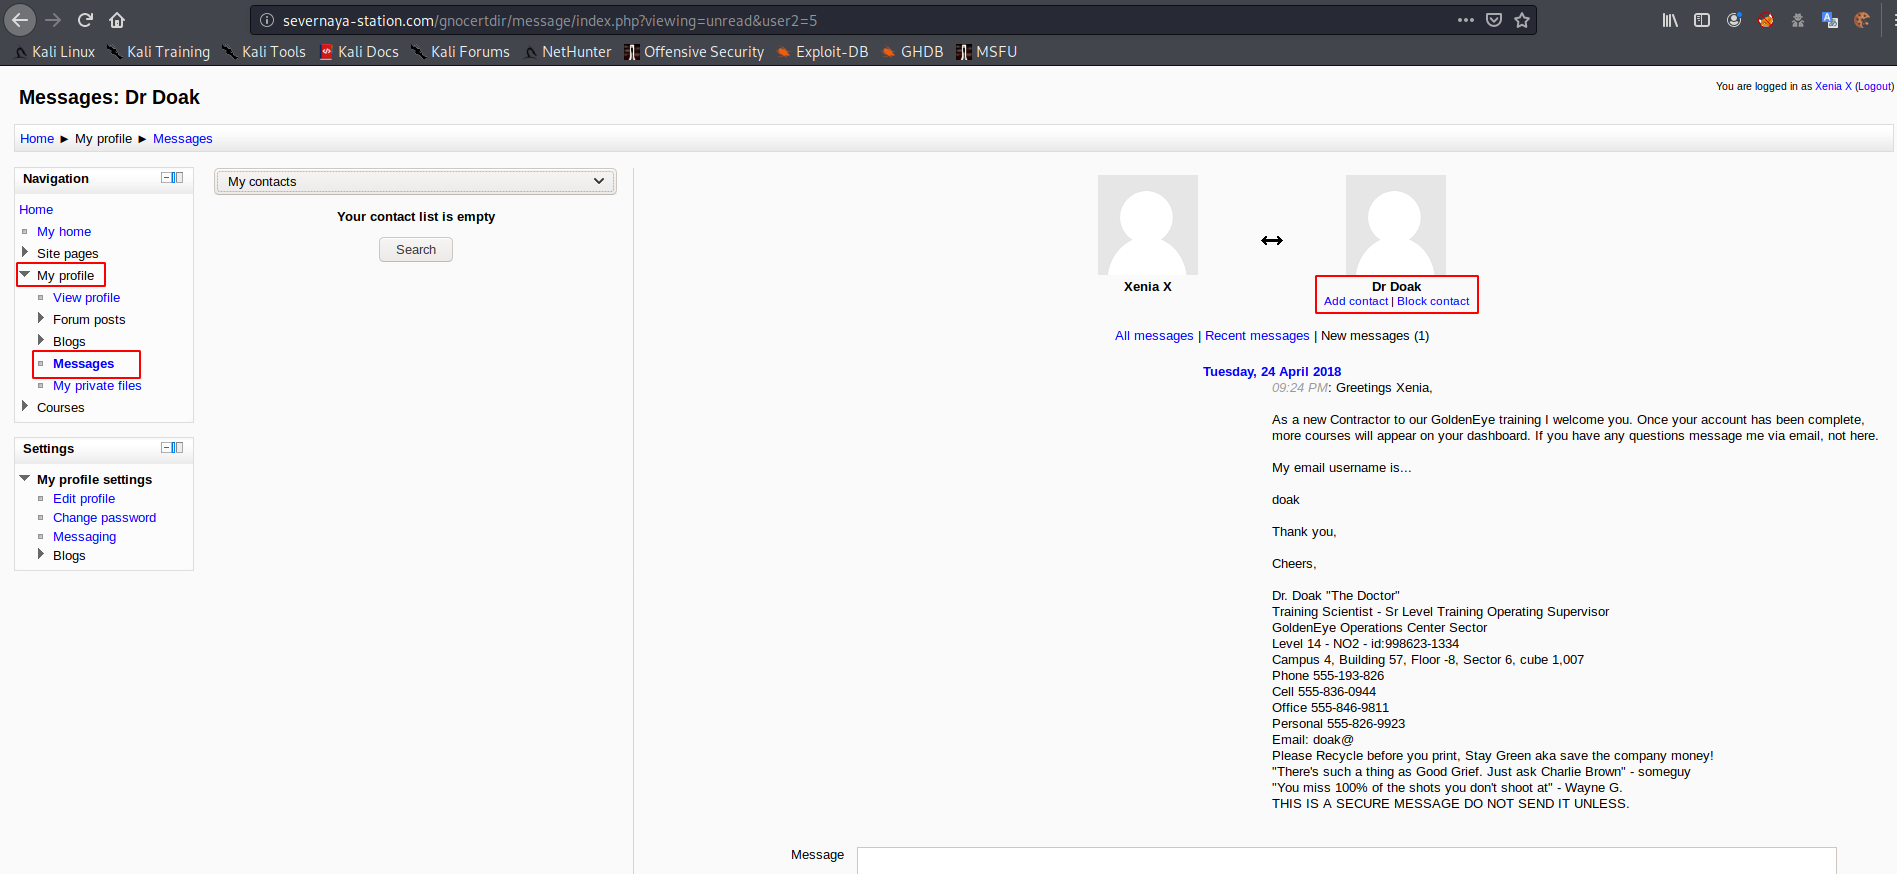 severnaya-station.com/gnocertdir/message/index.php?viewing=unread&user2=5
Kali Linux Kali Training Kali Tools Kali Docs Kali Forums NetHunter Offensive Security Exploit-DB GHDB MSFU
You are logged in as Xenia X (Logout)
Messages: Dr Doak
Home ► My profile ► Messages
Navigation
Home
My home
Site pages
My profile
View profile
Forum posts
Blogs
Messages
My private files
Courses
Settings
My profile settings
Edit profile
Change password
Messaging
Blogs
My contacts
Your contact list is empty
Search
Xenia X
Dr Doak
Add contact | Block contact
All messages | Recent messages | New messages (1)
Tuesday, 24 April 2018
09:24 PM: Greetings Xenia,
As a new Contractor to our GoldenEye training I welcome you. Once your account has been complete,
more courses will appear on your dashboard. If you have any questions message me via email, not here.
My email username is...
doak
Thank you,
Cheers,
Dr. Doak "The Doctor"
Training Scientist - Sr Level Training Operating Supervisor
GoldenEye Operations Center Sector
Level 14 - NO2 - id:998623-1334
Campus 4, Building 57, Floor -8, Sector 6, cube 1,007
Phone 555-193-826
Cell 555-836-0944
Office 555-846-9811
Personal 555-826-9923
Email: doak@
Please Recycle before you print, Stay Green aka save the company money!
"There's such a thing as Good Grief. Just ask Charlie Brown" - someguy
"You miss 100% of the shots you don't shoot at" - Wayne G.
THIS IS A SECURE MESSAGE DO NOT SEND IT UNLESS.
Message